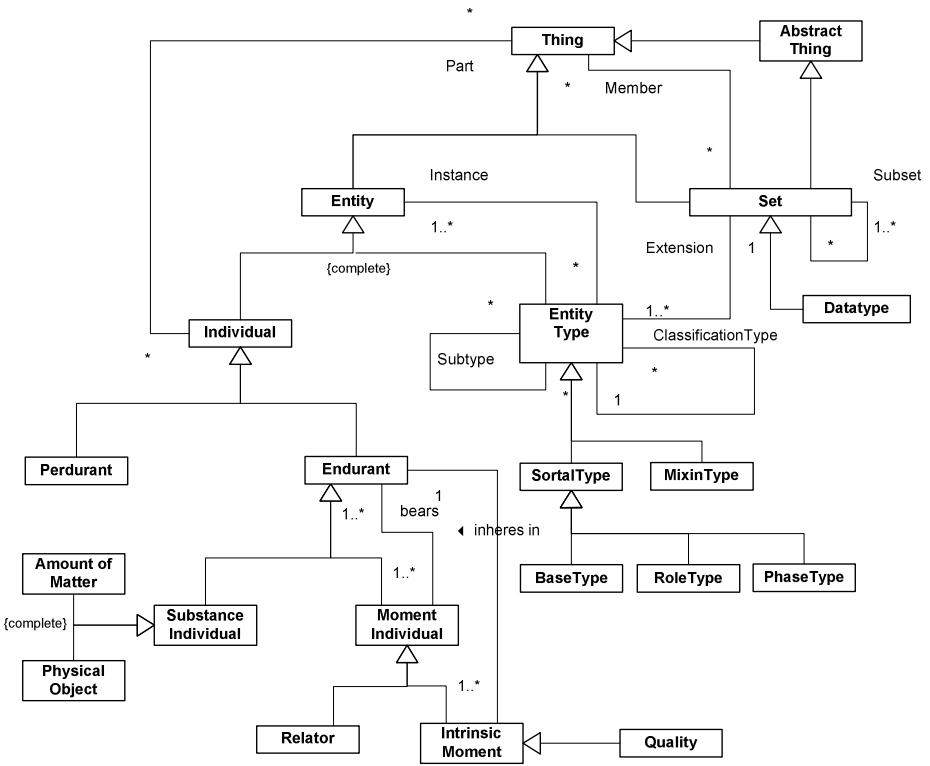 *
Thing
Abstract
Thing
Part
*
Member
*
Instance
Subset
Entity
Set
1..*
1..*
Extension
1
*
{complete}
*
*
Entity
Type
1..*
Datatype
Individual
ClassificationType
*
Subtype
*
*
1
Perdurant
Endurant
SortalType
MixinType
1
1..*
bears
inheres in
Amount of
Matter
1..*
BaseType
RoleType
PhaseType
{complete}
Substance
Individual
Moment
Individual
Physical
Object
1..*
Relator
Intrinsic
Moment
Quality